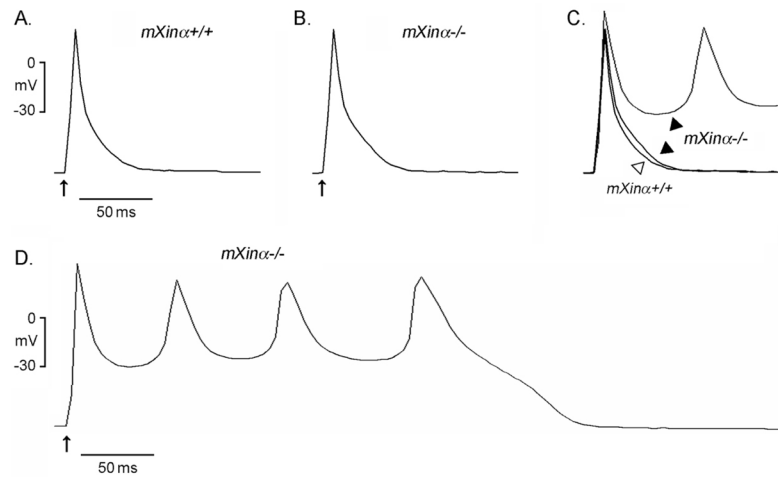 A.
mXinα+/+
0
mV
-30
50 ms
B.
mXinα-/-
C.
mXinα-/-
mXinα+/+
D.
mXinα-/-
0
mV
-30
50 ms